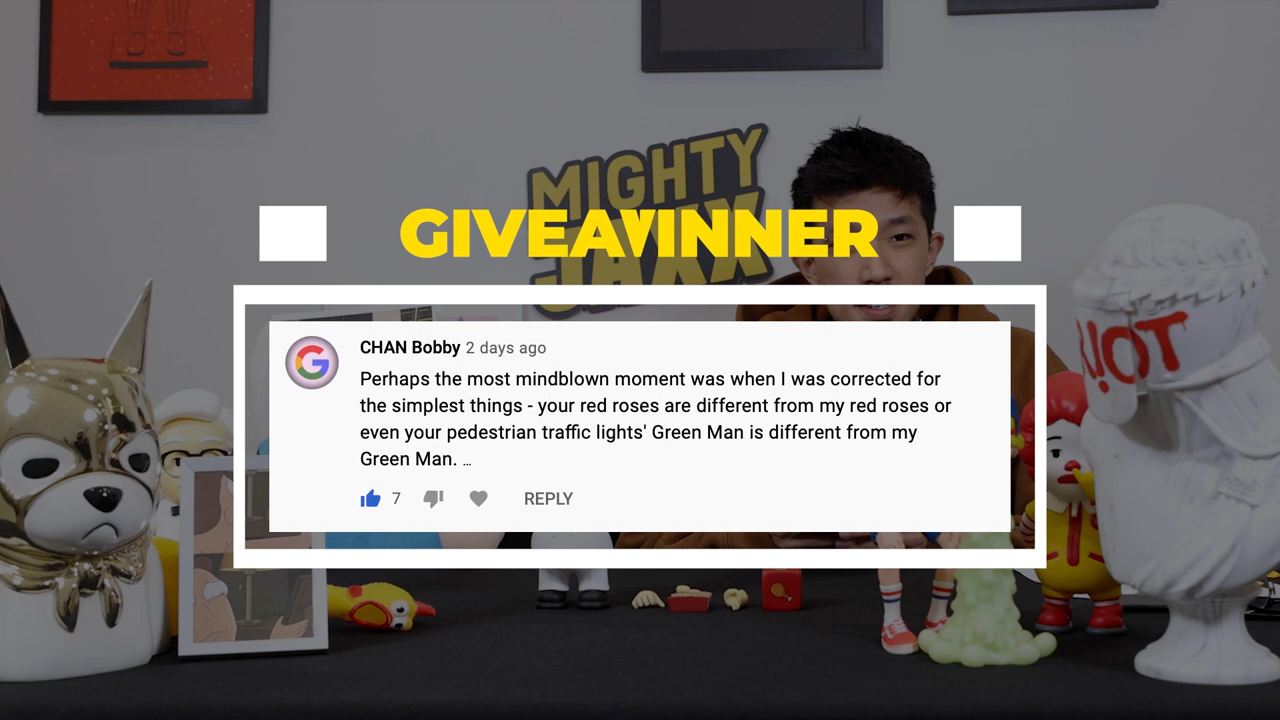 MIGHTY
JAXX
GIVEAWINNER
RIOT
CHAN Bobby 2 days ago
Perhaps the most mindblown moment was when I was corrected for
the simplest things - your red roses are different from my red roses or
even your pedestrian traffic lights' Green Man is different from my
Green Man. ...
7 REPLY